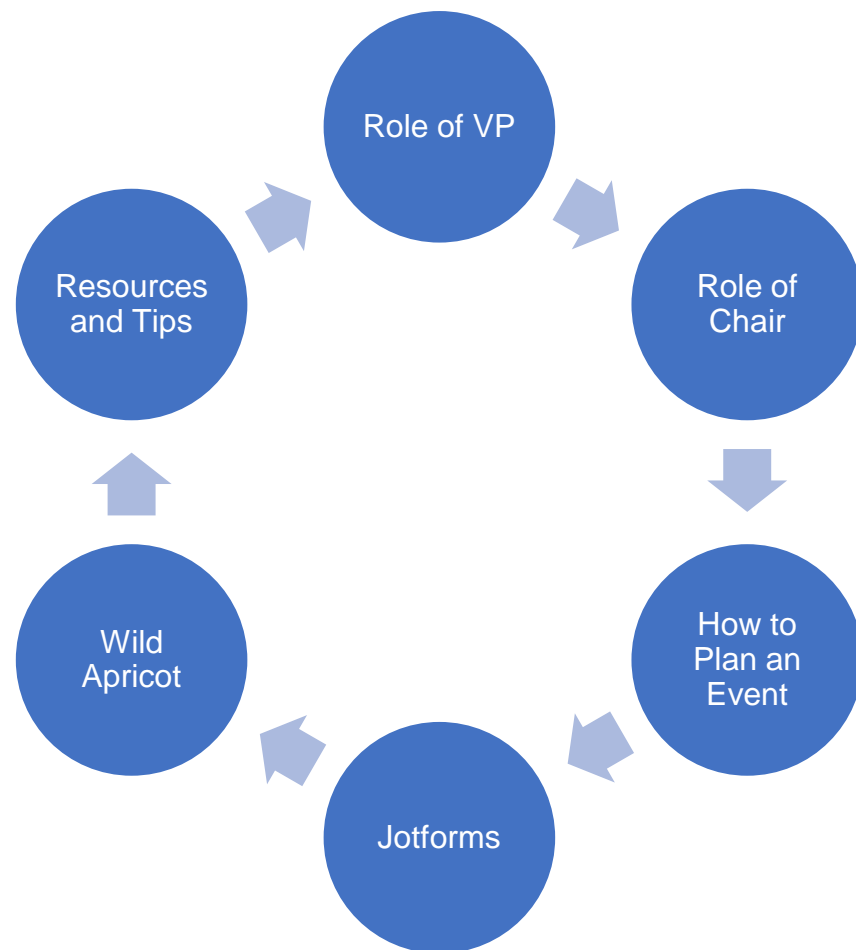 Role of VP
Role of
Chair
How to
Plan an
Event
Jotforms
Wild
Apricot
Resources
and Tips